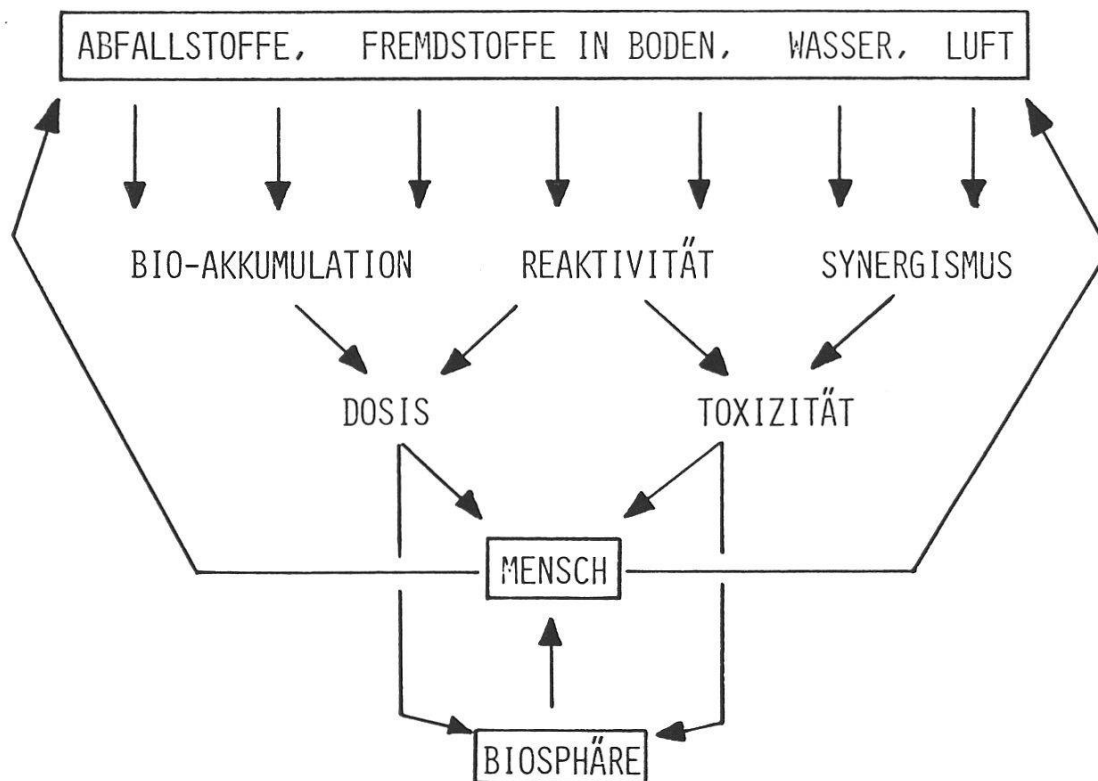 ABFALLSTOFFE, FREMDSTOFFE IN BODEN, WASSER, LUFT
BIO-AKKUMULATION REAKTIVITÄT SYNERGISMUS
DOSIS TOXIZITÄT
MENSCH
BIOSPHÄRE